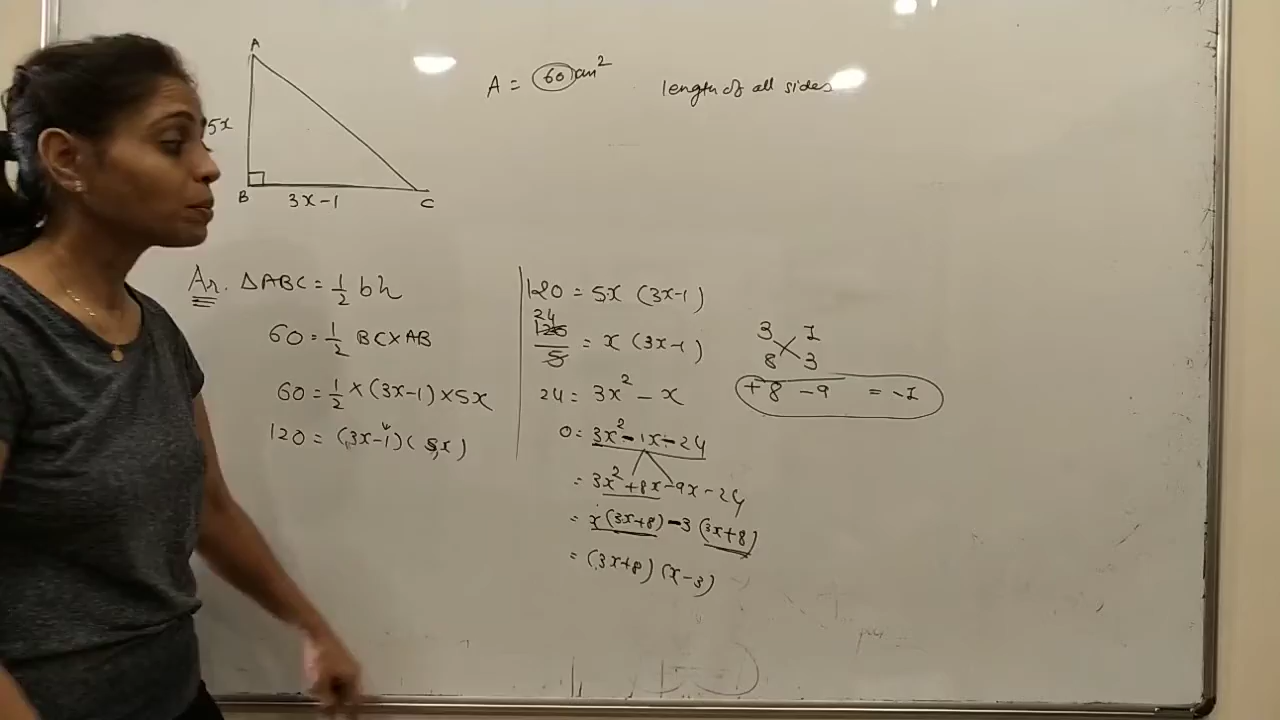 A
5x
B
3x-1
C
A = 60 cm²
length of all sides
Ar. ΔABC = 1/2 bh
60 = 1/2 BC×AB
60 = 1/2 × (3x-1) × 5x
120 = (3x-1)(5x)
120 = 5x (3x-1)
24
120/5 = x (3x-1)
24 = 3x² - x
0 = 3x² - 1x - 24
= 3x² + 8x - 9x - 24
= x(3x+8) - 3(3x+8)
= (3x+8) (x-3)
3 1
8 3
+8 -9 = -1